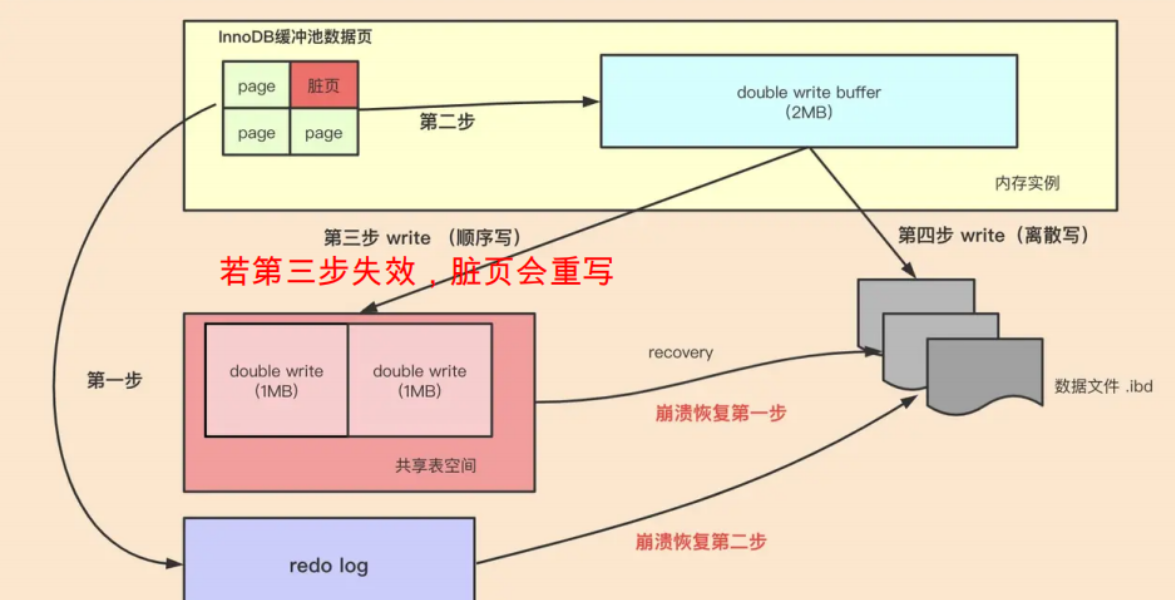 InnoDB缓冲池数据页
page
脏页
page
page
第二步
double write buffer
(2MB)
内存实例
第三步 write （顺序写）
第四步 write（离散写）
若第三步失效，脏页会重写
double write
(1MB)
double write
(1MB)
共享表空间
recovery
崩溃恢复第一步
数据文件 .ibd
第一步
崩溃恢复第二步
redo log